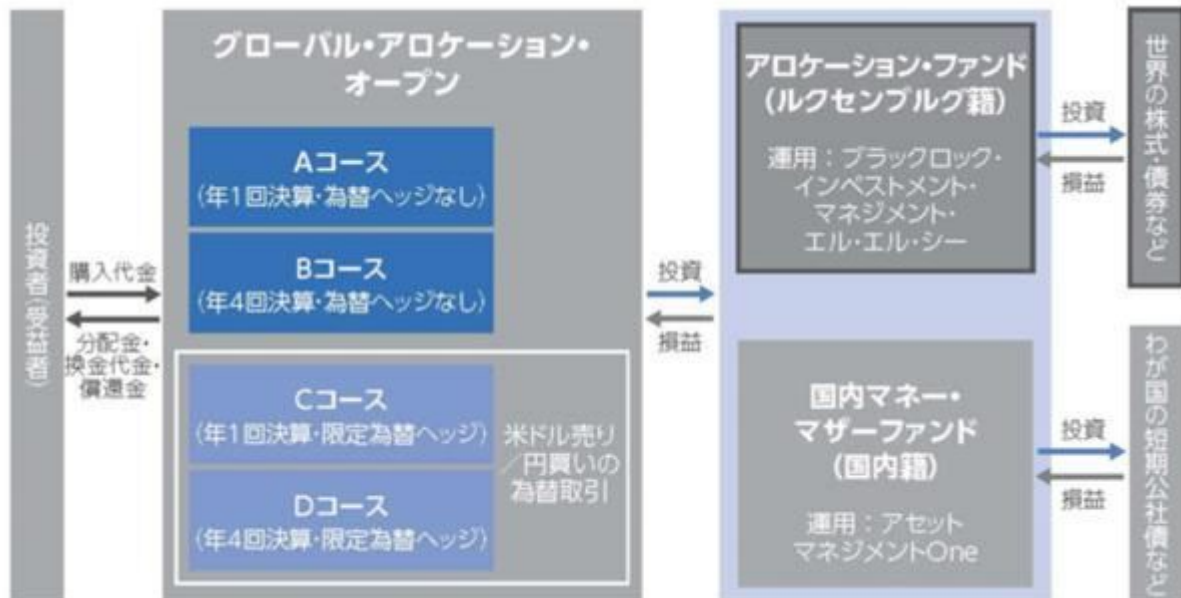 投資者(受益者)
購入代金
分配金・
換金代金・
償還金
グローバル・アロケーション・
オープン
Aコース
(年1回決算・為替ヘッジなし)
Bコース
(年4回決算・為替ヘッジなし)
Cコース
(年1回決算・限定為替ヘッジ)
Dコース
(年4回決算・限定為替ヘッジ)
米ドル売り
/円買いの
為替取引
投資
損益
アロケーション・ファンド
(ルクセンブルグ籍)
運用:ブラックロック・
インベストメント・
マネジメント・
エル・エル・シー
投資
損益
世界の株式・債券など
国内マネー・
マザーファンド
(国内籍)
運用:アセット
マネジメントOne
投資
損益
わが国の短期公社債など